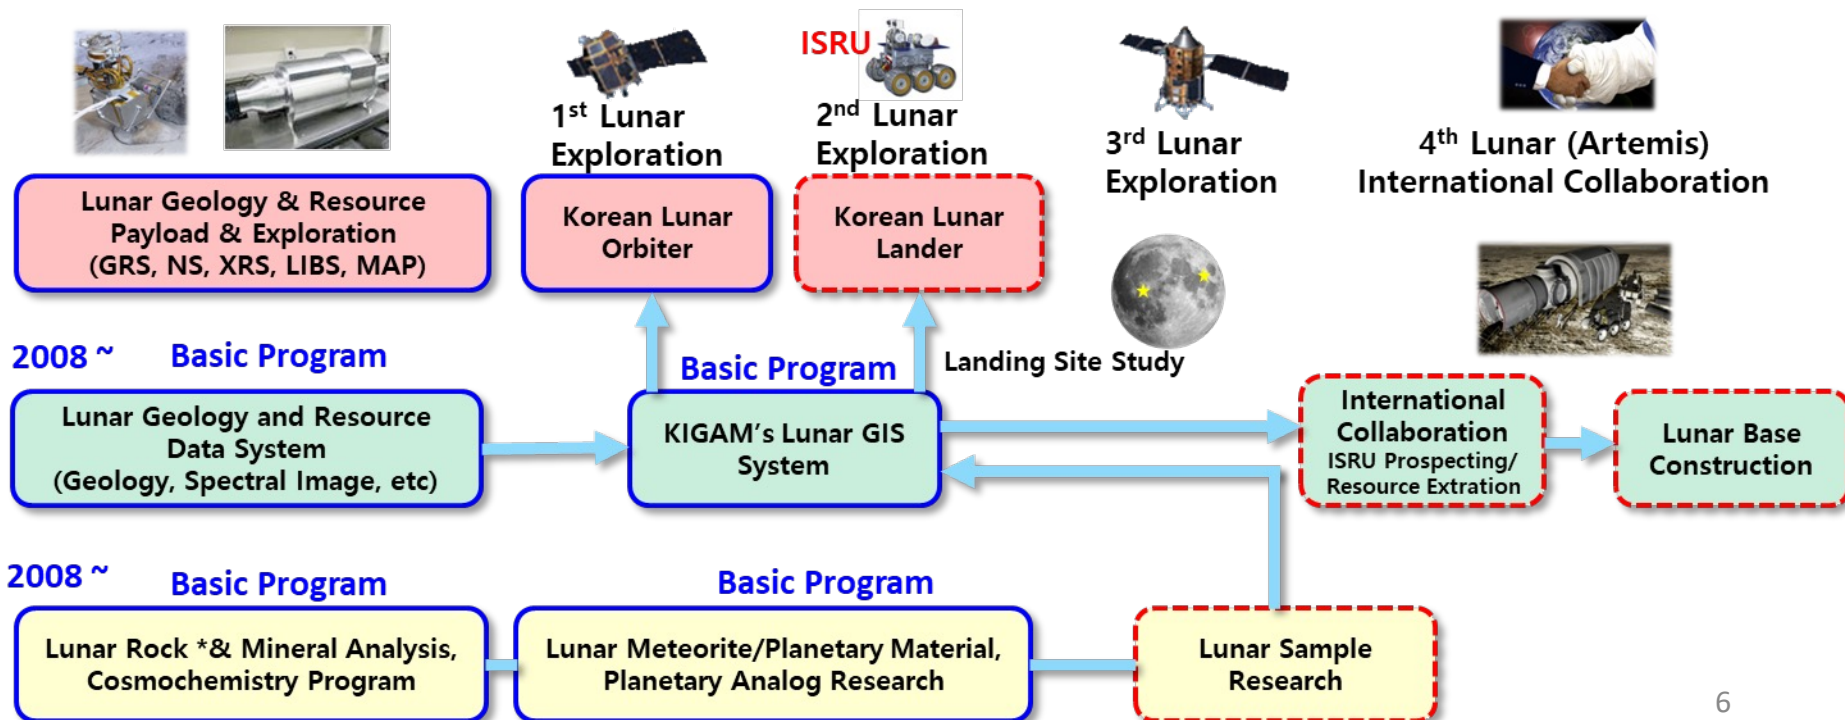 ISRU
1st Lunar
Exploration
2nd Lunar
Exploration
3rd Lunar
Exploration
4th Lunar (Artemis)
International Collaboration
Lunar Geology & Resource
Payload & Exploration
(GRS, NS, XRS, LIBS, MAP)
Korean Lunar
Orbiter
Korean Lunar
Lander
2008 ~ Basic Program
Basic Program
Landing Site Study
Lunar Geology and Resource
Data System
(Geology, Spectral Image, etc)
KIGAM's Lunar GIS
System
International
Collaboration
ISRU Prospecting/
Resource Extration
Lunar Base
Construction
2008 ~ Basic Program
Basic Program
Lunar Rock *& Mineral Analysis,
Cosmochemistry Program
Lunar Meteorite/Planetary Material,
Planetary Analog Research
Lunar Sample
Research
6